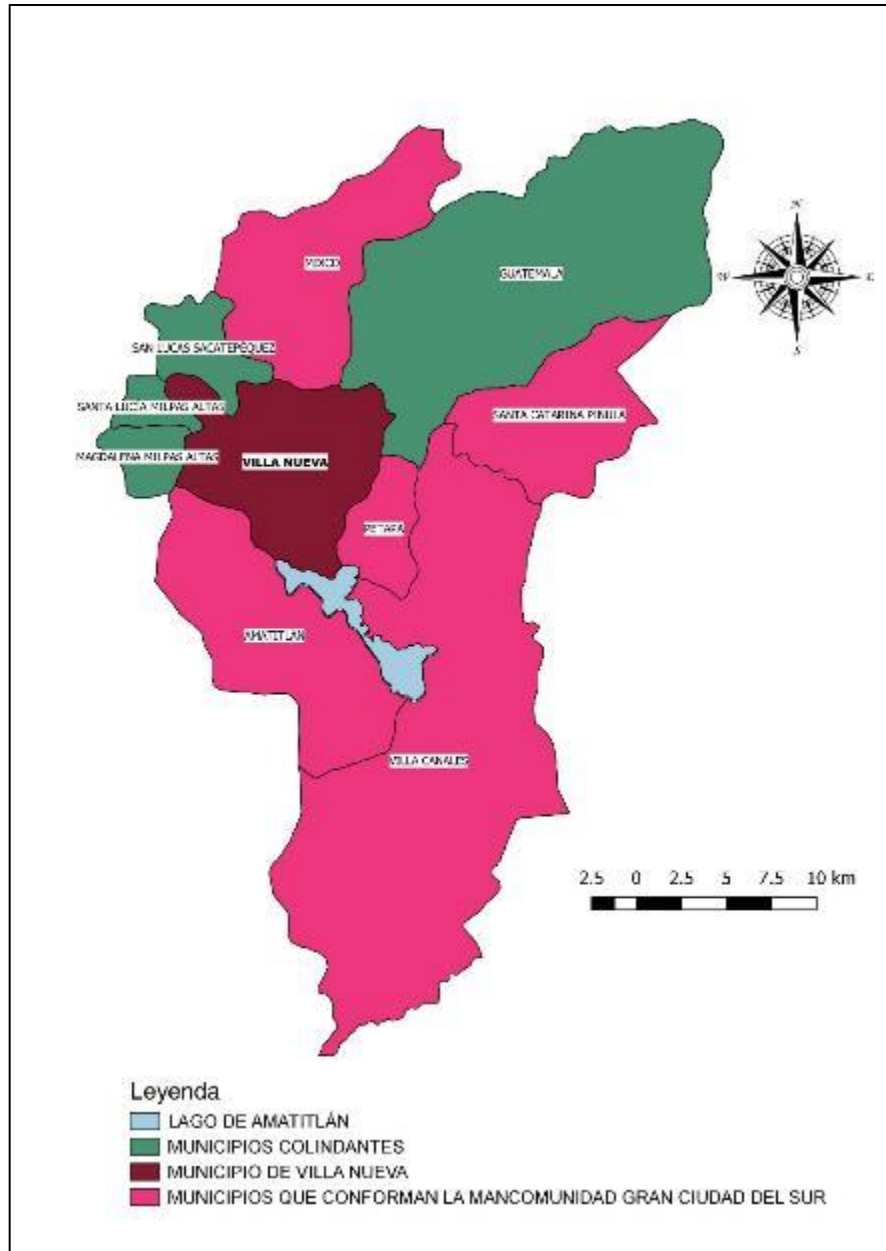 N
MIXCO
GUATEMALA
W
E
S
SAN LUCAS SACATEPÉQUEZ
SANTA LUCÍA MILPAS ALTAS
SANTA CATARINA PINULA
MAGDALENA MILPAS ALTAS
VILLA NUEVA
PETAPA
AMATITLÁN
VILLA CANALES
2.5 0 2.5 5 7.5 10 km
Leyenda
LAGO DE AMATITLÁN
MUNICIPIOS COLINDANTES
MUNICIPIO DE VILLA NUEVA
MUNICIPIOS QUE CONFORMAN LA MANCOMUNIDAD GRAN CIUDAD DEL SUR